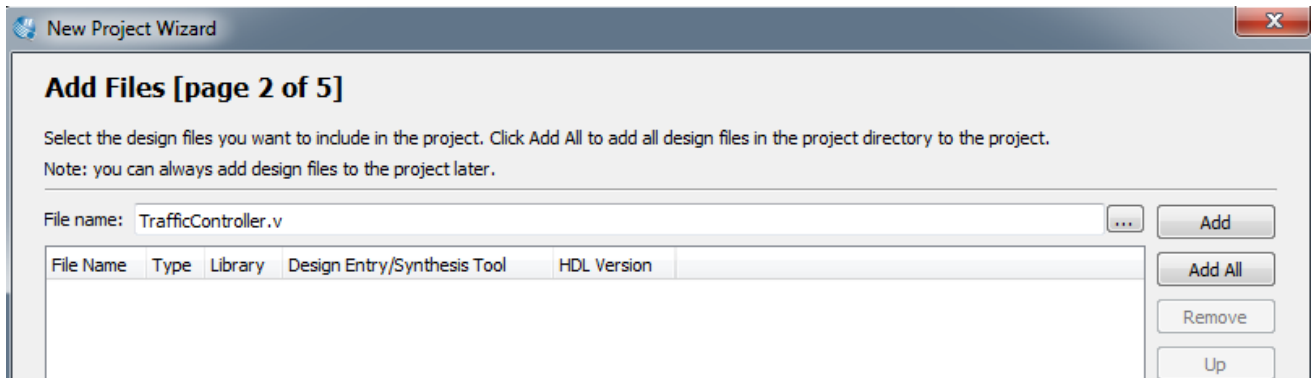 New Project Wizard
Add Files [page 2 of 5]
Select the design files you want to include in the project. Click Add All to add all design files in the project directory to the project.
Note: you can always add design files to the project later.
File name: TrafficController.v ... Add
File Name Type Library Design Entry/Synthesis Tool HDL Version
Add All
Remove
Up